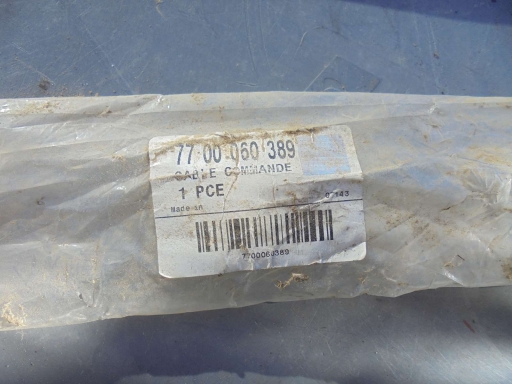 77 00 060 389
CABLE COMMANDE
1 PCE
Made in
7700060389